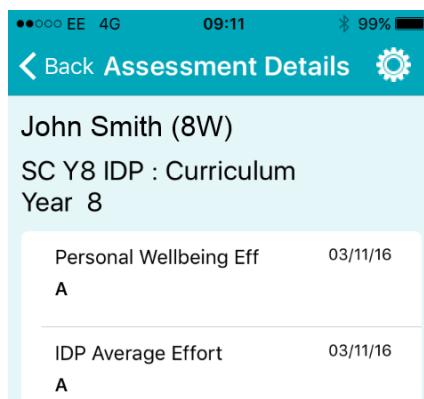 EE 4G 09:11 99%
Back Assessment Details
John Smith (8W)
SC Y8 IDP : Curriculum
Year 8
Personal Wellbeing Eff 03/11/16
A
IDP Average Effort 03/11/16
A